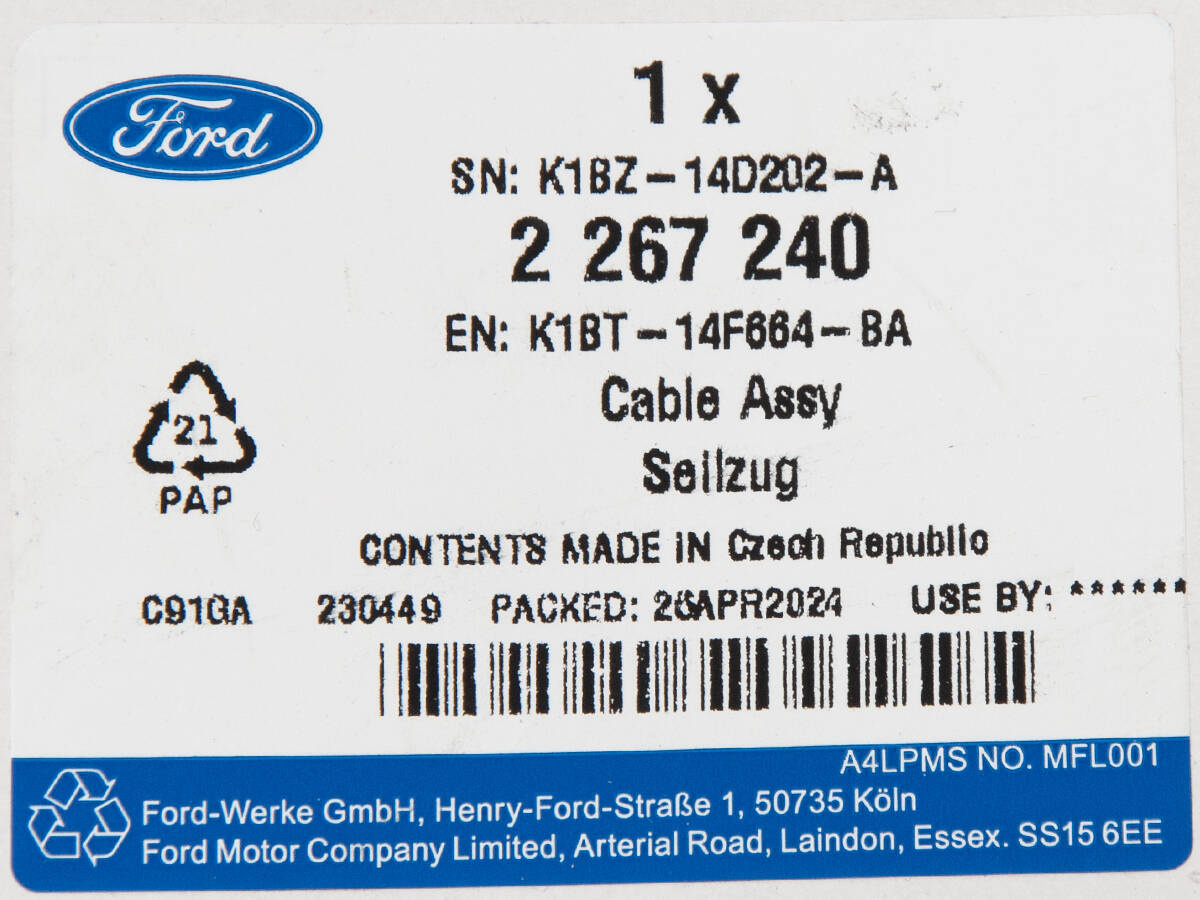 Ford
1 x
SN: K1BZ-14D202-A
2 267 240
EN: K1BT-14F664-BA
Cable Assy
Seilzug
21
PAP
CONTENTS MADE IN Czech Republic
C91GA 230449 PACKED: 26APR2024 USE BY: ******
A4LPMS NO. MFL001
Ford-Werke GmbH, Henry-Ford-Straße 1, 50735 Köln
Ford Motor Company Limited, Arterial Road, Laindon, Essex. SS15 6EE